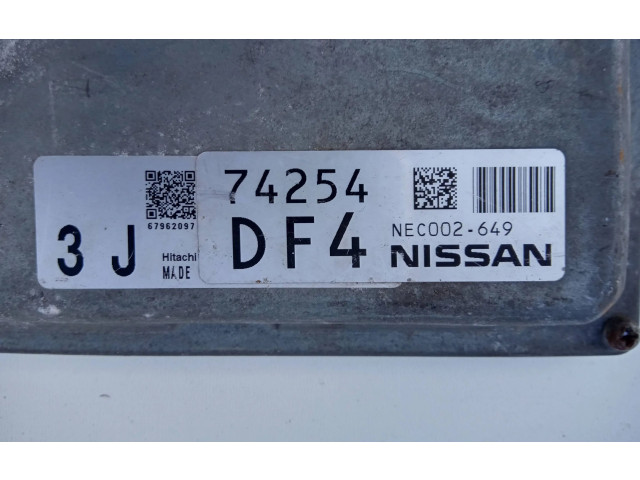 67962097
3 J
Hitachi
MADE
74254
DF4
NEC002-649
NISSAN